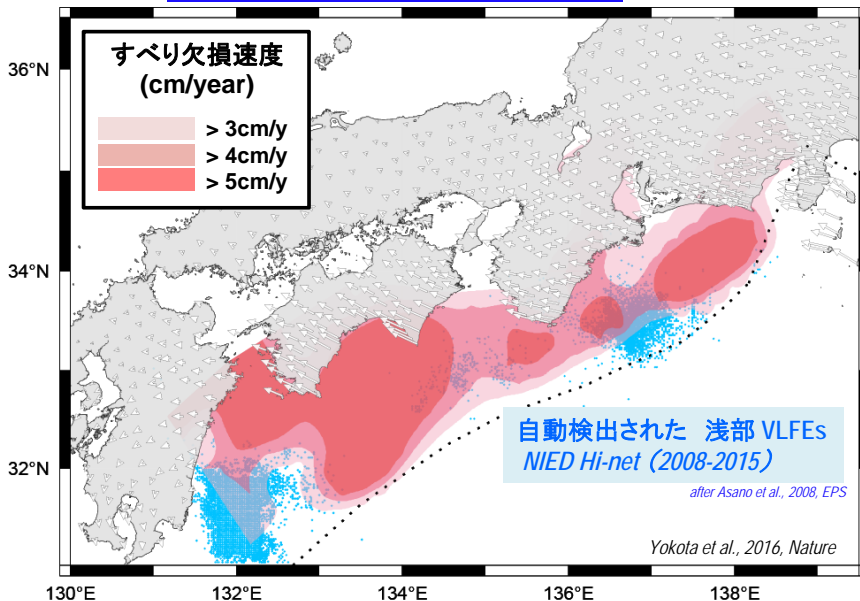 36°N
34°N
32°N
すべり欠損速度
(cm/year)
> 3cm/y
> 4cm/y
> 5cm/y
自動検出された 浅部 VLFEs
NIED Hi-net（2008-2015）
after Asano et al., 2008, EPS
Yokota et al., 2016, Nature
130°E 132°E 134°E 136°E 138°E